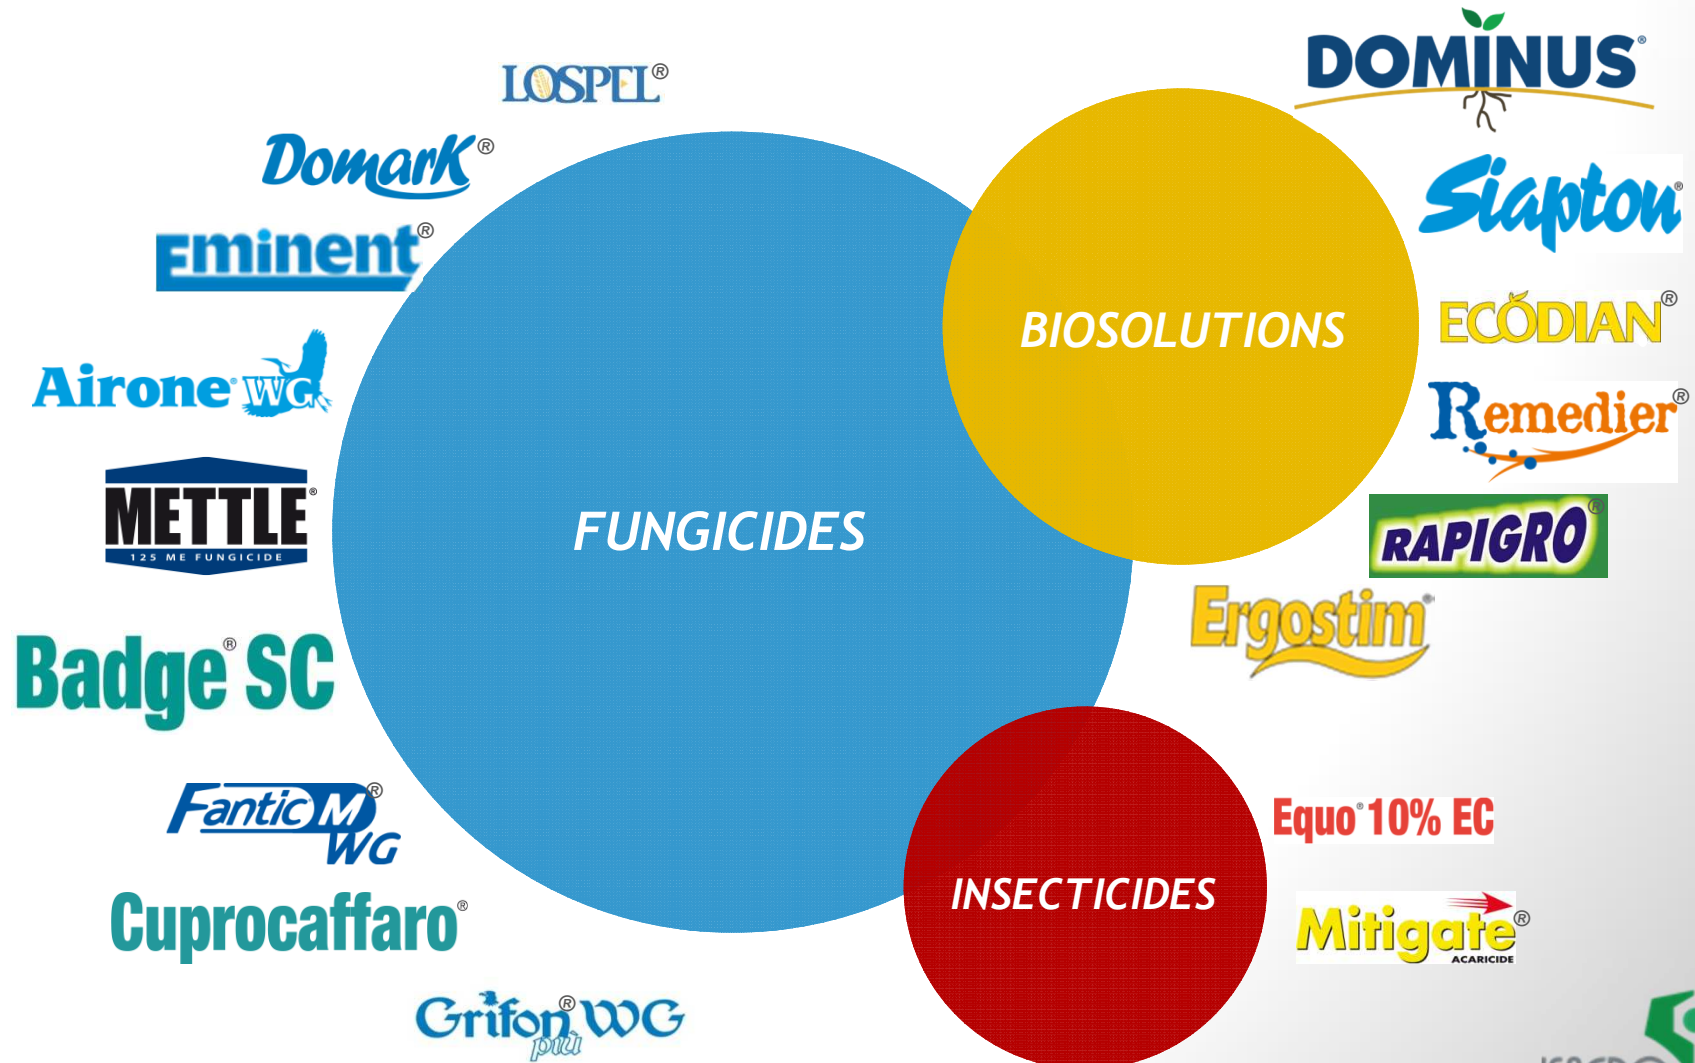 LOSPEL®
DOMINUS®
Domark®
Siapton®
Eminent®
ECODIAN®
BIOSOLUTIONS
Airone® WG
Remedier®
METTLE®
125 ME FUNGICIDE
FUNGICIDES
RAPIGRO®
Ergostim®
Badge® SC
Fantic M®
WG
Equo® 10% EC
Cuprocaffaro®
INSECTICIDES
Mitigate®
ACARICIDE
Grifon® WG
più